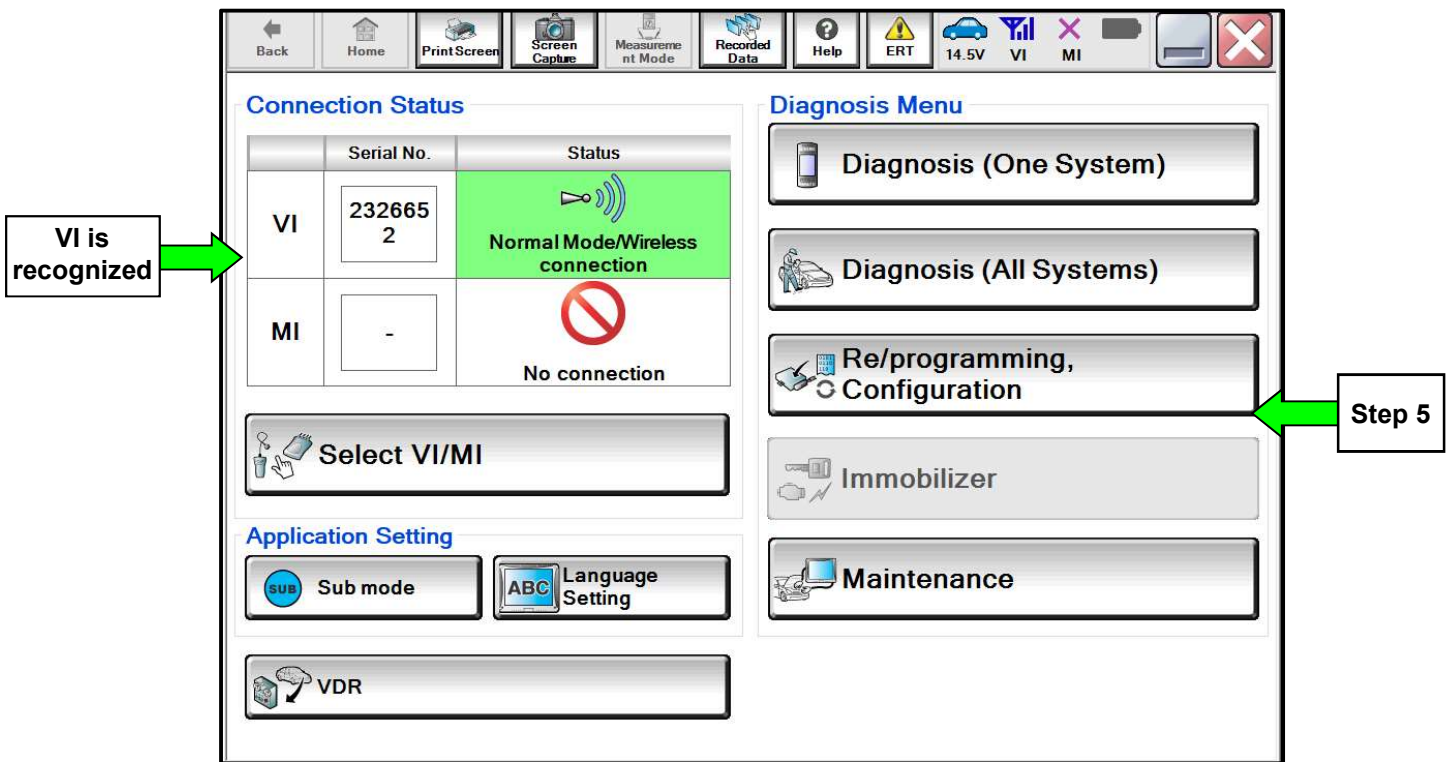 Back
Home
Print Screen
Screen
Capture
Measureme
nt Mode
Recorded
Data
Help
ERT
14.5V
VI
MI
Connection Status
Serial No.
Status
VI
232665
2
Normal Mode/Wireless
connection
MI
-
No connection
Select VI/MI
Application Setting
SUB
Sub mode
ABC
Language
Setting
VDR
Diagnosis Menu
Diagnosis (One System)
Diagnosis (All Systems)
Re/programming,
Configuration
Immobilizer
Maintenance
VI is
recognized
Step 5